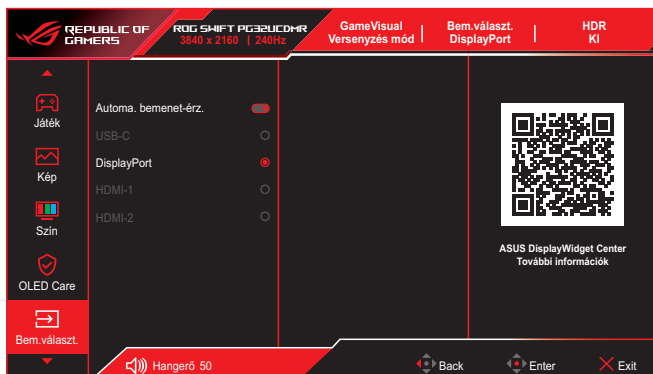 REPUBLIC OF
GAMERS
ROG SWIFT PG32UCDMR
3840 x 2160 | 240Hz
GameVisual
Versenyzés mód
Bem.választ.
DisplayPort
HDR
KI
Játék
Kép
Szín
OLED Care
Bem.választ.
Automa. bemenet-érz.
USB-C
DisplayPort
HDMI-1
HDMI-2
ASUS DisplayWidget Center
További információk
Hangerő 50
Back
Enter
Exit